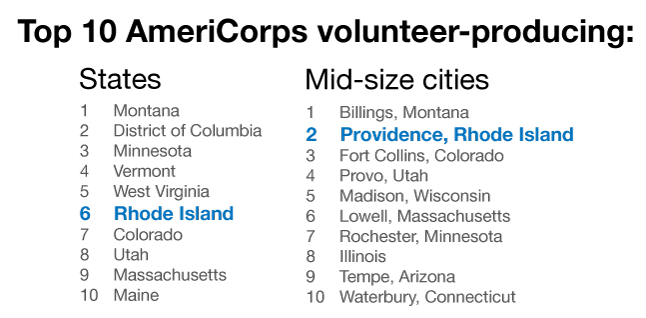 Top 10 AmeriCorps volunteer-producing:
States
1 Montana
2 District of Columbia
3 Minnesota
4 Vermont
5 West Virginia
6 Rhode Island
7 Colorado
8 Utah
9 Massachusetts
10 Maine
Mid-size cities
1 Billings, Montana
2 Providence, Rhode Island
3 Fort Collins, Colorado
4 Provo, Utah
5 Madison, Wisconsin
6 Lowell, Massachusetts
7 Rochester, Minnesota
8 Illinois
9 Tempe, Arizona
10 Waterbury, Connecticut